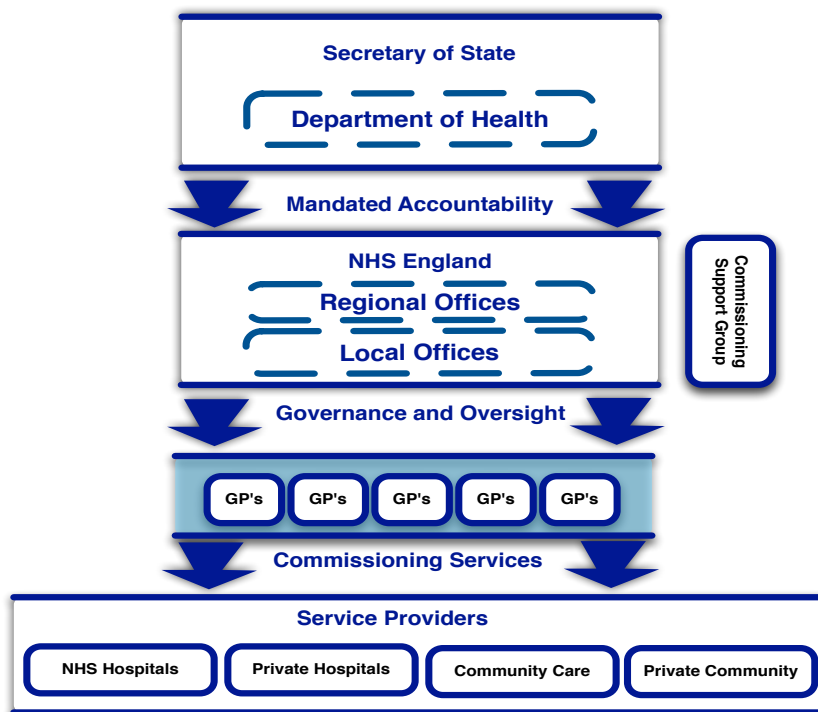 Secretary of State
Department of Health
Mandated Accountability
NHS England
Regional Offices
Local Offices
Commissioning
Support Group
Governance and Oversight
GP's GP's GP's GP's GP's
Commissioning Services
Service Providers
NHS Hospitals Private Hospitals Community Care Private Community